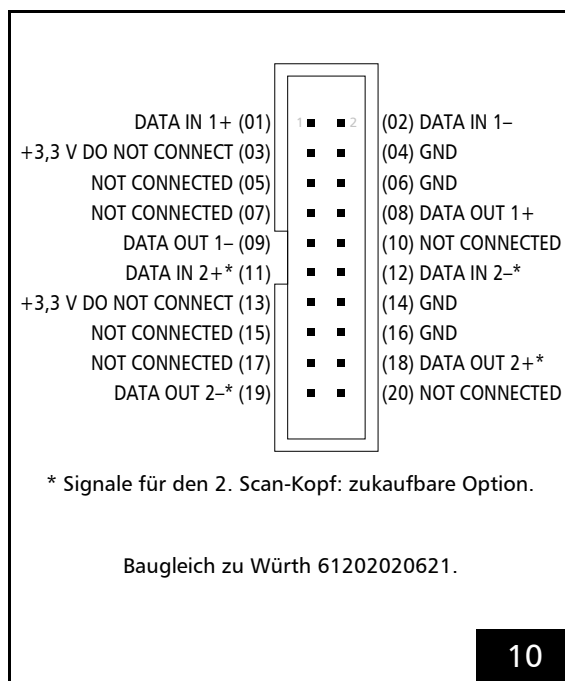 DATA IN 1+ (01) 1 2 (02) DATA IN 1–
+3,3 V DO NOT CONNECT (03) (04) GND
NOT CONNECTED (05) (06) GND
NOT CONNECTED (07) (08) DATA OUT 1+
DATA OUT 1– (09) (10) NOT CONNECTED
DATA IN 2+* (11) (12) DATA IN 2–*
+3,3 V DO NOT CONNECT (13) (14) GND
NOT CONNECTED (15) (16) GND
NOT CONNECTED (17) (18) DATA OUT 2+*
DATA OUT 2–* (19) (20) NOT CONNECTED
* Signale für den 2. Scan-Kopf: zukaufbare Option.
Baugleich zu Würth 61202020621.
10